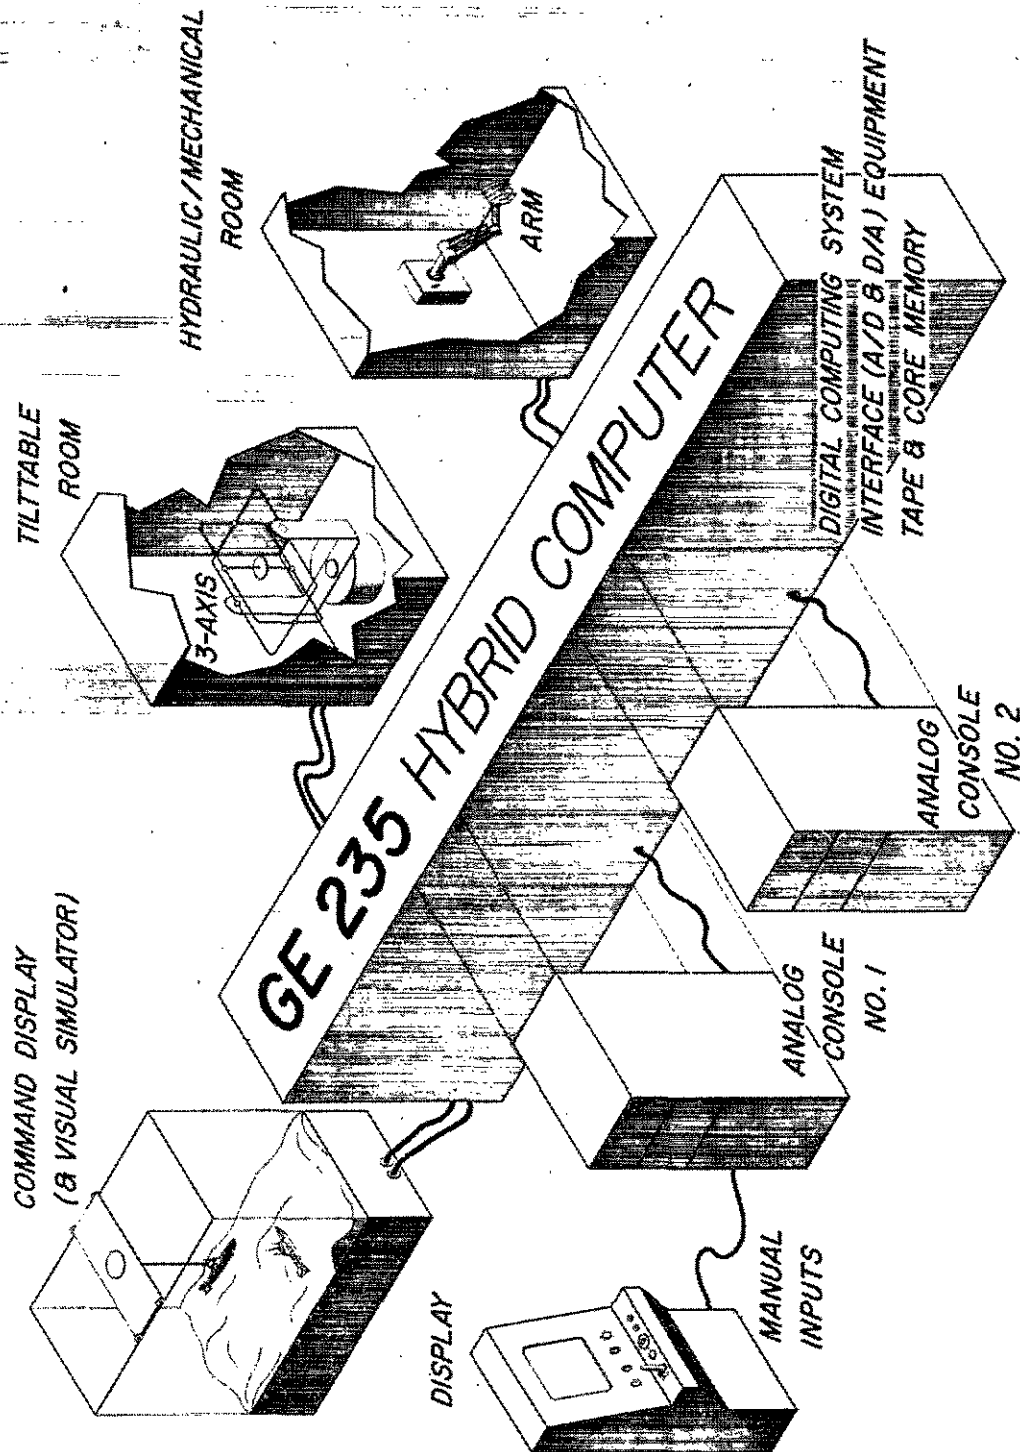 COMMAND DISPLAY
(& VISUAL SIMULATOR)
TILTTABLE
ROOM
3-AXIS
HYDRAULIC/MECHANICAL
ROOM
ARM
GE 235 HYBRID COMPUTER
DISPLAY
MANUAL
INPUTS
ANALOG
CONSOLE
NO. 1
ANALOG
CONSOLE
NO. 2
DIGITAL COMPUTING SYSTEM
INTERFACE (A/D & D/A) EQUIPMENT
TAPE & CORE MEMORY